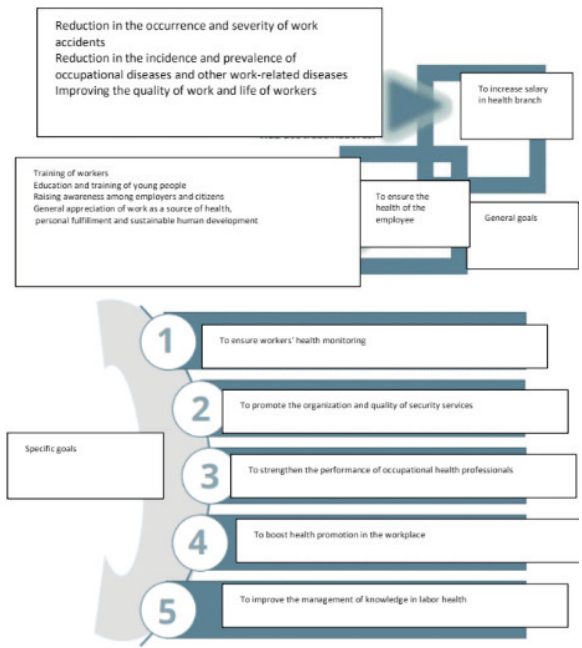 Reduction in the occurrence and severity of work
accidents
Reduction in the incidence and prevalence of
occupational diseases and other work-related diseases
Improving the quality of work and life of workers
To increase salary
in health branch
Training of workers
Education and training of young people
Raising awareness among employers and citizens
General appreciation of work as a source of health,
personal fulfillment and sustainable human development
To ensure the
health of the
employee
General goals
1
To ensure workers' health monitoring
2
To promote the organization and quality of security services
Specific goals
3
To strengthen the performance of occupational health professionals
4
To boost health promotion in the workplace
5
To improve the management of knowledge in labor health